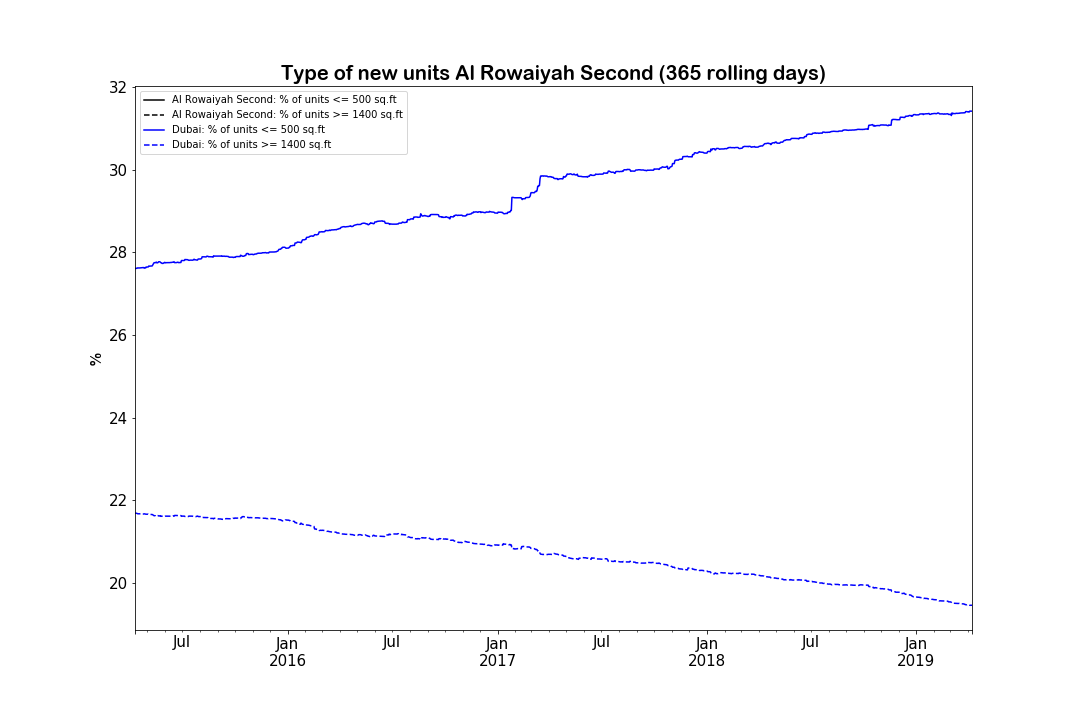 Type of new units Al Rowaiyah Second (365 rolling days)
32
Al Rowaiyah Second: % of units <= 500 sq.ft
Al Rowaiyah Second: % of units >= 1400 sq.ft
Dubai: % of units <= 500 sq.ft
Dubai: % of units >= 1400 sq.ft
30
28
26
%
24
22
20
Jul Jan Jul Jan Jul Jan Jul Jan
2016 2017 2018 2019